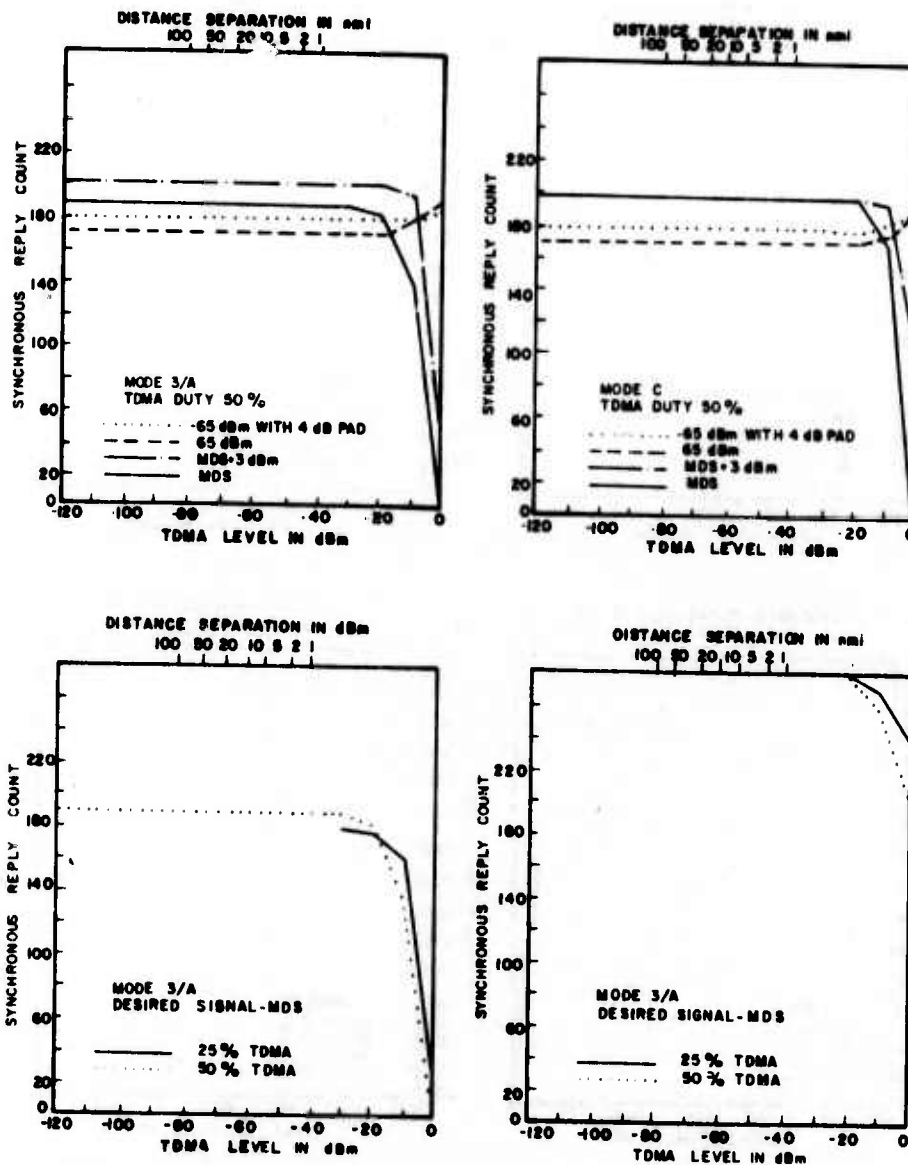 DISTANCE SEPARATION IN nmi
100 50 20 10 5 2 1
SYNCHRONOUS REPLY COUNT
220
180
140
100
60
20
0
MODE 3/A
TDMA DUTY 50%
-65 dBm WITH 4 dB PAD
65 dBm
MDS+3 dBm
MDS
-120 -100 -80 -60 -40 -20 0
TDMA LEVEL IN dBm
DISTANCE SEPARATION IN nmi
100 50 20 10 5 2 1
SYNCHRONOUS REPLY COUNT
220
180
140
100
60
20
0
MODE C
TDMA DUTY 50%
-65 dBm WITH 4 dB PAD
65 dBm
MDS+3 dBm
MDS
-120 -100 -80 -60 -40 -20 0
TDMA LEVEL IN dBm
DISTANCE SEPARATION IN dBm
100 50 20 10 5 2 1
SYNCHRONOUS REPLY COUNT
220
180
140
100
60
20
0
MODE 3/A
DESIRED SIGNAL-MDS
25% TDMA
50% TDMA
-120 -100 -80 -60 -40 -20 0
TDMA LEVEL IN dBm
DISTANCE SEPARATION IN nmi
100 50 20 10 5 2 1
SYNCHRONOUS REPLY COUNT
220
180
140
100
60
20
0
MODE 3/A
DESIRED SIGNAL-MDS
25% TDMA
50% TDMA
-120 -100 -80 -60 -40 -20 0
TDMA LEVEL IN dBm